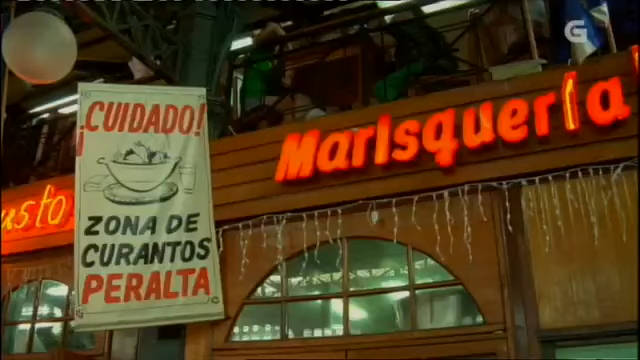 G
¡CUIDADO!
Marisquería
ZONA DE
CURANTOS
PERALTA